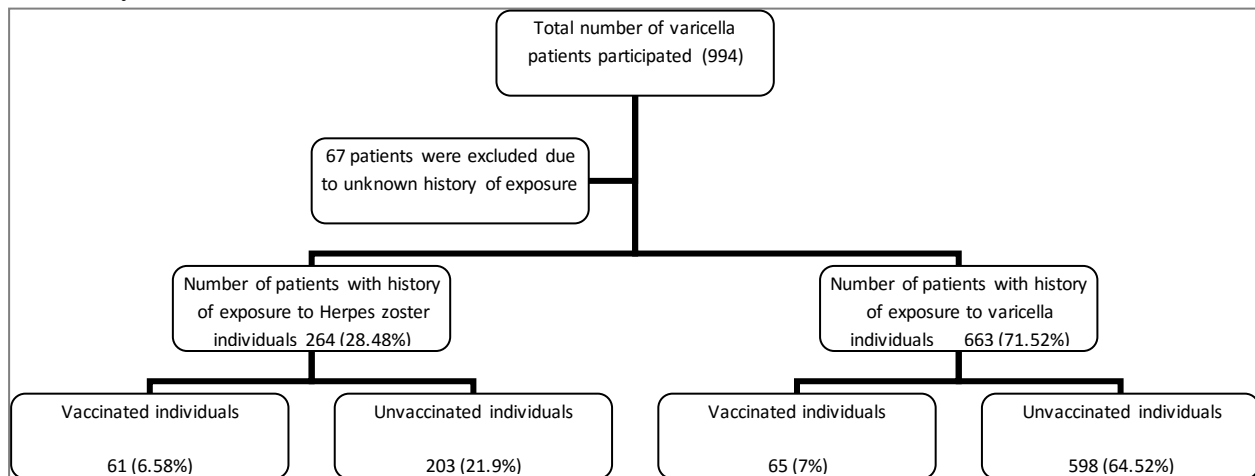 Total number of varicella
patients participated (994)
67 patients were excluded due
to unknown history of exposure
Number of patients with history
of exposure to Herpes zoster
individuals 264 (28.48%)
Number of patients with history
of exposure to varicella
individuals 663 (71.52%)
Vaccinated individuals
61 (6.58%)
Unvaccinated individuals
203 (21.9%)
Vaccinated individuals
65 (7%)
Unvaccinated individuals
598 (64.52%)